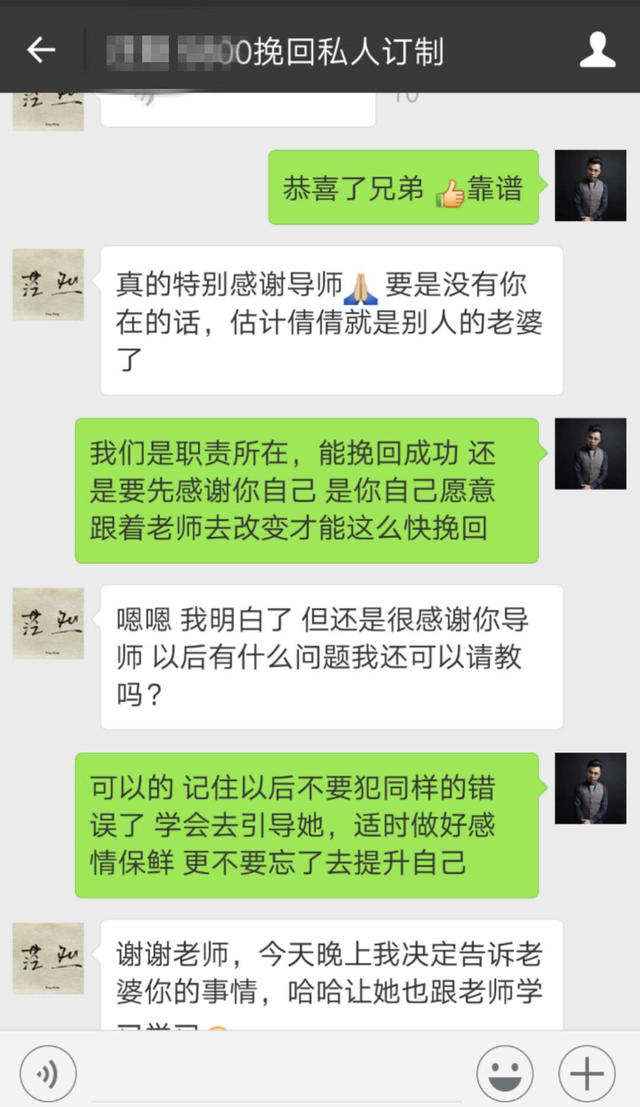 00挽回私人订制
恭喜了兄弟 👍靠谱
真的特别感谢导师🙏 要是没有你
在的话，估计倩倩就是别人的老婆
了
我们是职责所在，能挽回成功 还
是要先感谢你自己 是你自己愿意
跟着老师去改变才能这么快挽回
嗯嗯 我明白了 但还是很感谢你导
师 以后有什么问题我还可以请教
吗？
可以的 记住以后不要犯同样的错
误了 学会去引导她，适时做好感
情保鲜 更不要忘了去提升自己
谢谢老师，今天晚上我决定告诉老
婆你的事情，哈哈让她也跟老师学